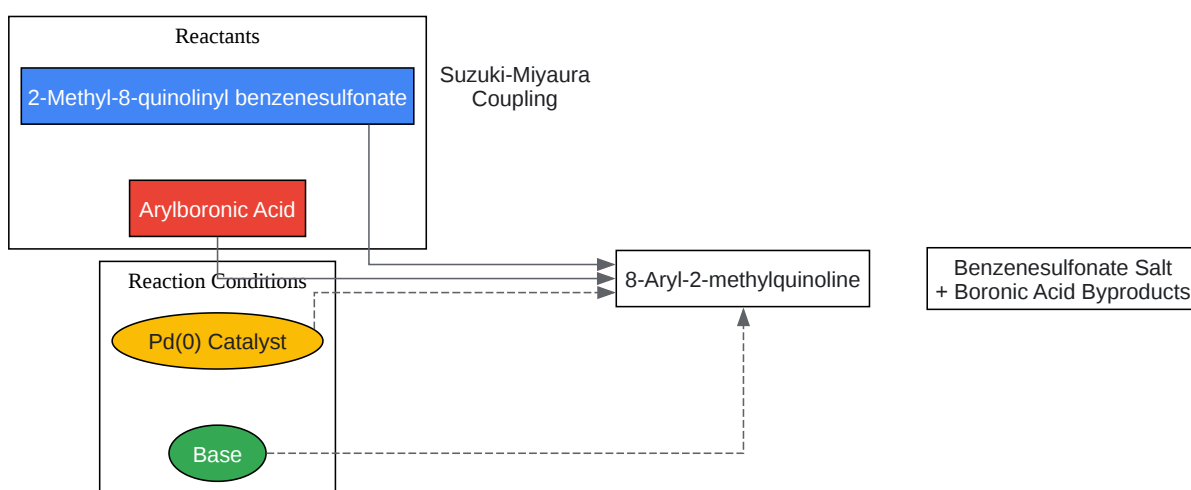 Reactants
2-Methyl-8-quinolinyl benzenesulfonate
Suzuki-Miyaura
Coupling
Arylboronic Acid
Reaction Conditions
Pd(0) Catalyst
Base
8-Aryl-2-methylquinoline
Benzenesulfonate Salt
+ Boronic Acid Byproducts